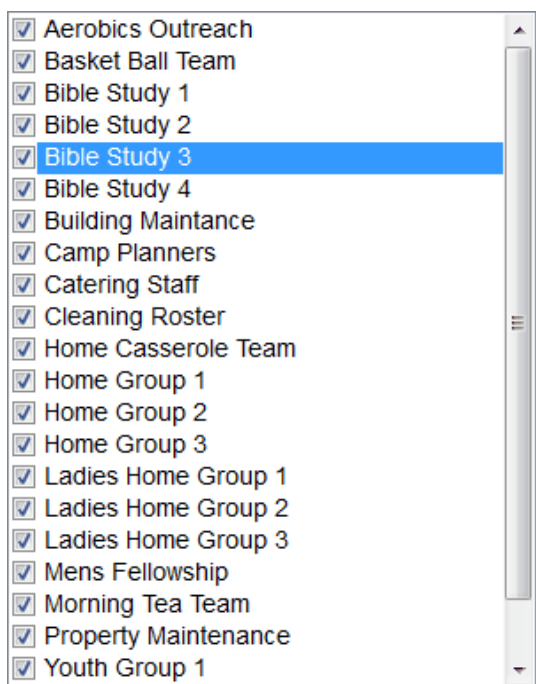 Aerobics Outreach
Basket Ball Team
Bible Study 1
Bible Study 2
Bible Study 3
Bible Study 4
Building Maintance
Camp Planners
Catering Staff
Cleaning Roster
Home Casserole Team
Home Group 1
Home Group 2
Home Group 3
Ladies Home Group 1
Ladies Home Group 2
Ladies Home Group 3
Mens Fellowship
Morning Tea Team
Property Maintenance
Youth Group 1